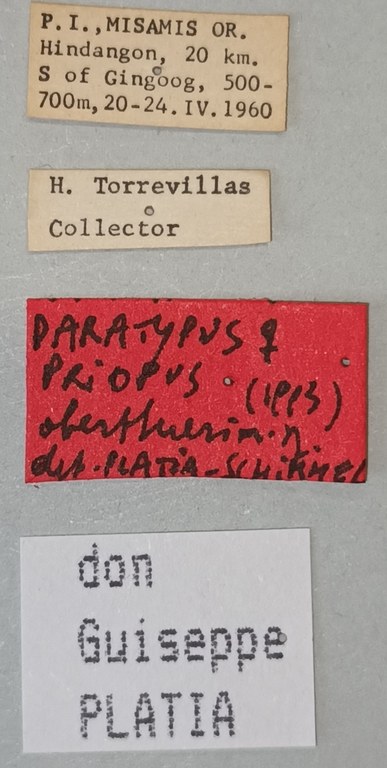 P.I.,MISAMIS OR.
Hindangon, 20 km.
S of Gingoog, 500-
700m,20-24.IV.1960
H. Torrevillas
Collector
PARATYPUS ♀
PRIOPUS
(1993)
det. PLATIA-SCHIMMEL
don
Guiseppe
PLATIA